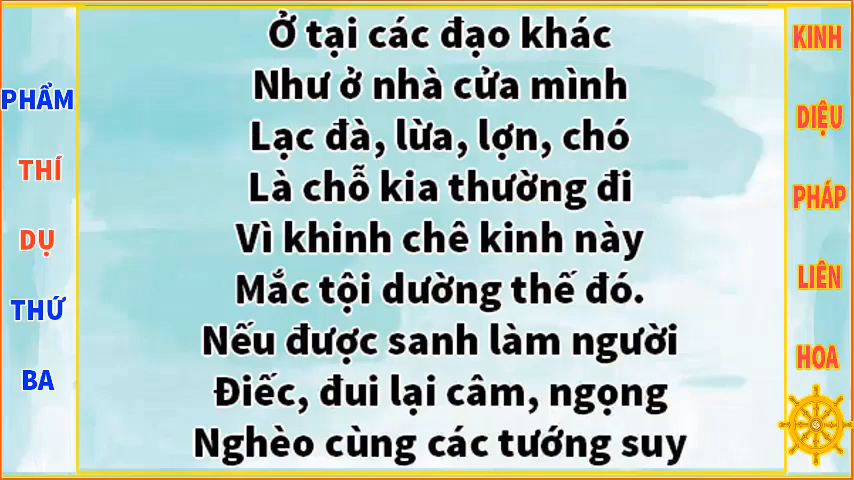 PHẨM
THÍ
DỤ
THỨ
BA
Ở tại các đạo khác
Như ở nhà cửa mình
Lạc đà, lừa, lợn, chó
Là chỗ kia thường đi
Vì khinh chê kinh này
Mắc tội dường thế đó.
Nếu được sanh làm người
Điếc, đui lại câm, ngọng
Nghèo cùng các tướng suy
KINH
DIỆU
PHÁP
LIÊN
HOA